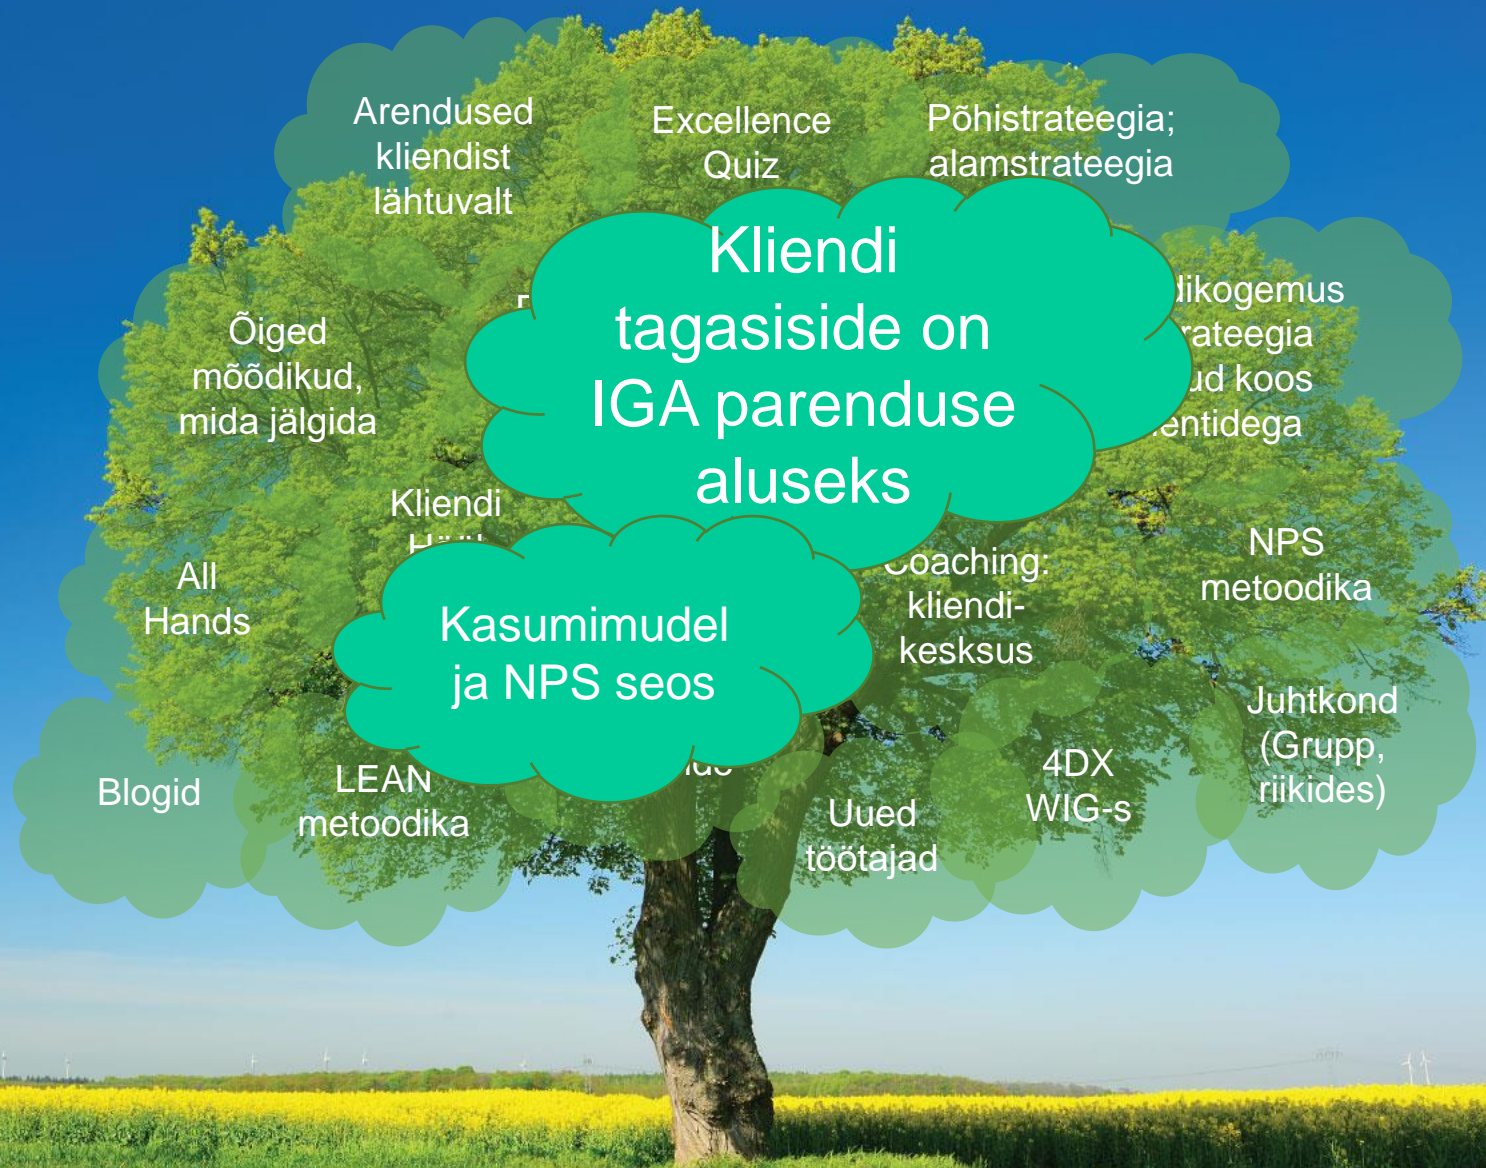 Arendused
kliendist
lähtuvalt
Excellence
Quiz
Põhistrateegia;
alamstrateegia
Kliendi
tagasiside on
IGA parenduse
aluseks
Õiged
mõõdikud,
mida jälgida
koos
Kliendi
All
Hands
Kasumimudel
ja NPS seos
Coaching:
kliendi-
kesksus
NPS
metoodika
Blogid
LEAN
metoodika
Uued
töötajad
4DX
WIG-s
Juhtkond
(Grupp,
riikides)